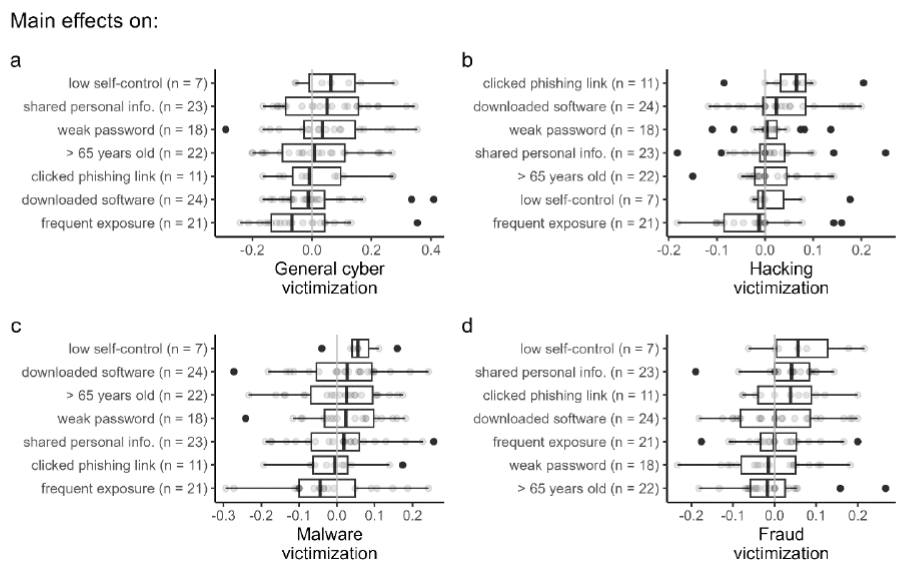 Main effects on:
a
low self-control (n = 7)
shared personal info. (n = 23)
weak password (n = 18)
> 65 years old (n = 22)
clicked phishing link (n = 11)
downloaded software (n = 24)
frequent exposure (n = 21)
-0.2 0.0 0.2 0.4
General cyber
victimization
b
clicked phishing link (n = 11)
downloaded software (n = 24)
weak password (n = 18)
shared personal info. (n = 23)
> 65 years old (n = 22)
low self-control (n = 7)
frequent exposure (n = 21)
-0.2 -0.1 0.0 0.1 0.2
Hacking
victimization
c
low self-control (n = 7)
downloaded software (n = 24)
> 65 years old (n = 22)
weak password (n = 18)
shared personal info. (n = 23)
clicked phishing link (n = 11)
frequent exposure (n = 21)
-0.3 -0.2 -0.1 0.0 0.1 0.2
Malware
victimization
d
low self-control (n = 7)
shared personal info. (n = 23)
clicked phishing link (n = 11)
downloaded software (n = 24)
frequent exposure (n = 21)
weak password (n = 18)
> 65 years old (n = 22)
-0.2 -0.1 0.0 0.1 0.2
Fraud
victimization